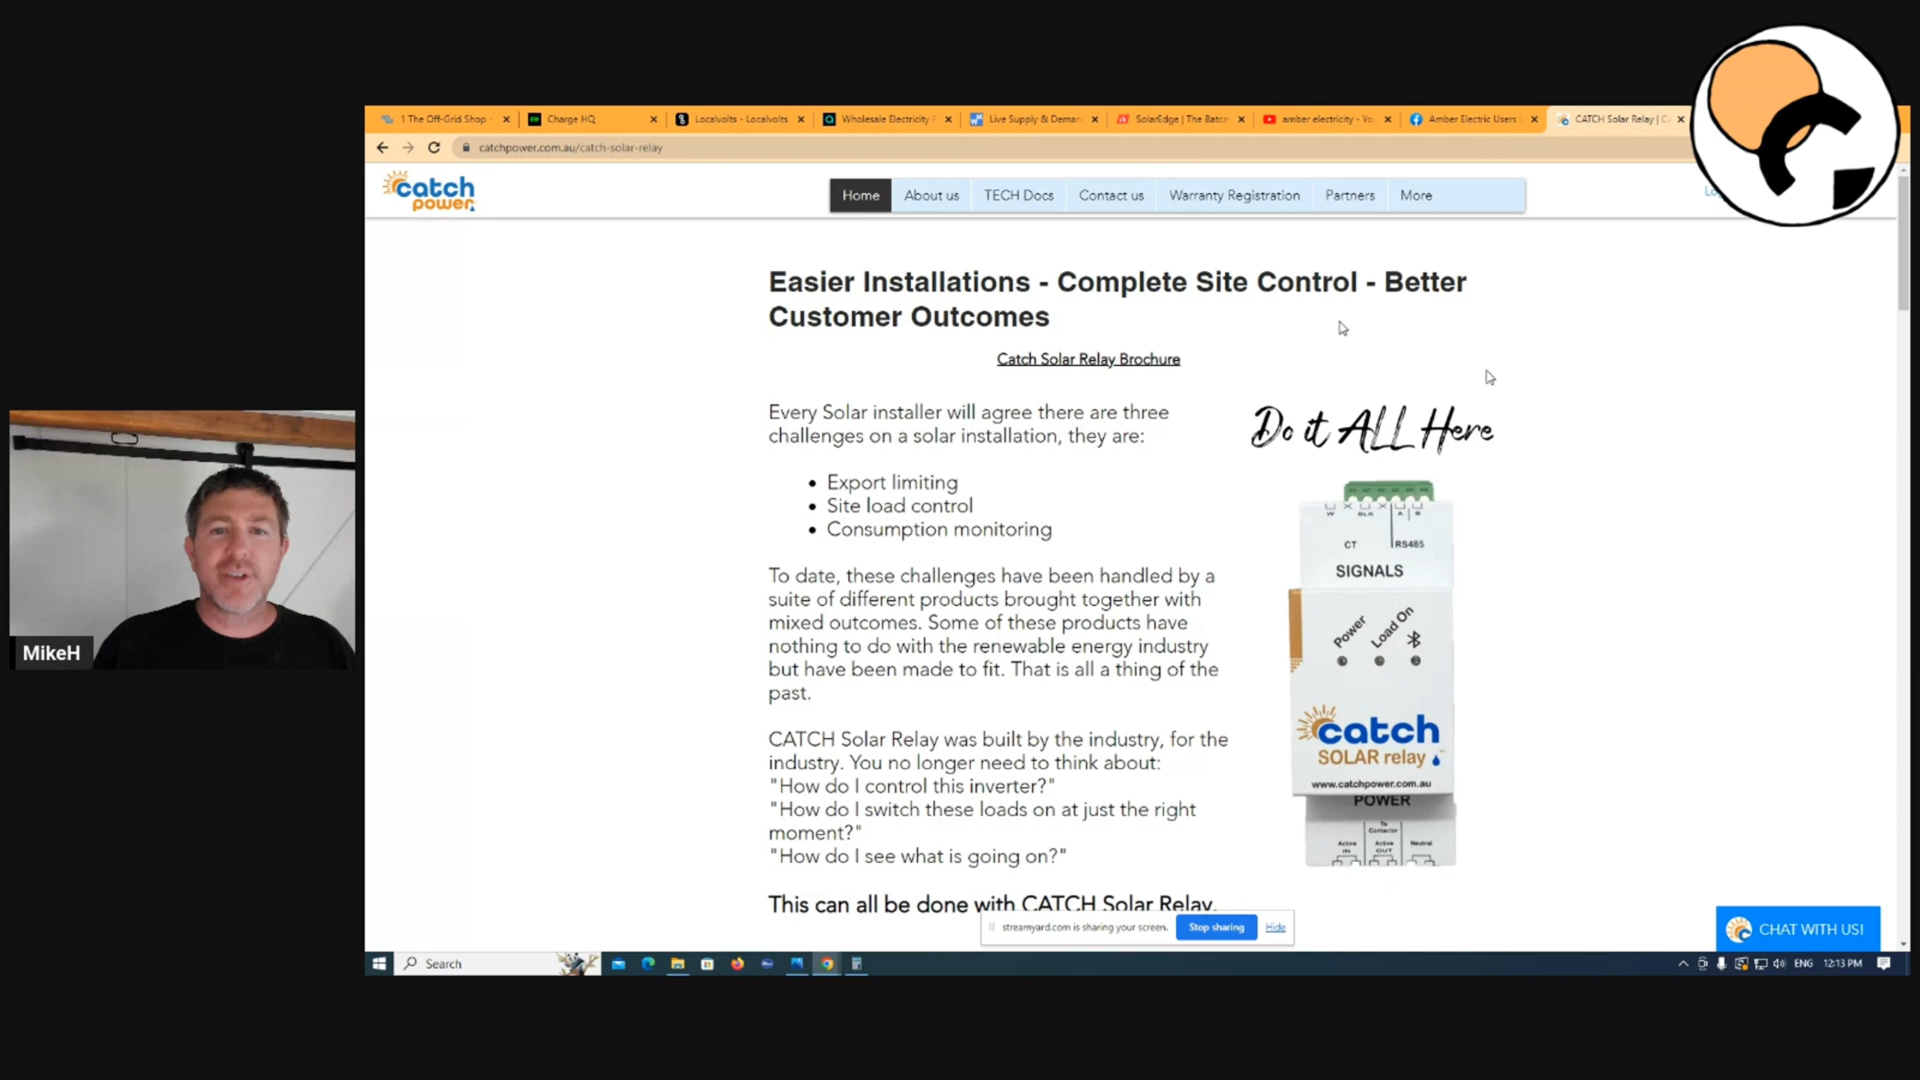 1 The Off-Grid Shop
Charge HQ
Localvolts - Localvolts
Wholesale Electricity
Live Supply & Deman
SolarEdge | The Batc
amber electricity - Yo
Amber Electric Users
CATCH Solar Relay | C
catchpower.com.au/catch-solar-relay
catch
power
Home
About us
TECH Docs
Contact us
Warranty Registration
Partners
More
Easier Installations - Complete Site Control - Better
Customer Outcomes
Catch Solar Relay Brochure
Every Solar installer will agree there are three
challenges on a solar installation, they are:
Export limiting
Site load control
Consumption monitoring
To date, these challenges have been handled by a
suite of different products brought together with
mixed outcomes. Some of these products have
nothing to do with the renewable energy industry
but have been made to fit. That is all a thing of the
past.
CATCH Solar Relay was built by the industry, for the
industry. You no longer need to think about:
"How do I control this inverter?"
"How do I switch these loads on at just the right
moment?"
"How do I see what is going on?"
This can all be done with CATCH Solar Relay.
Do it ALL Here
W BLK A B
CT RS485
SIGNALS
Power
Load On
catch
SOLAR relay
www.catchpower.com.au
POWER
To
Contactor
Active
IN
Active
OUT
Neutral
MikeH
streamyard.com is sharing your screen.
Stop sharing
Hide
CHAT WITH US!
Search
ENG
12:13 PM